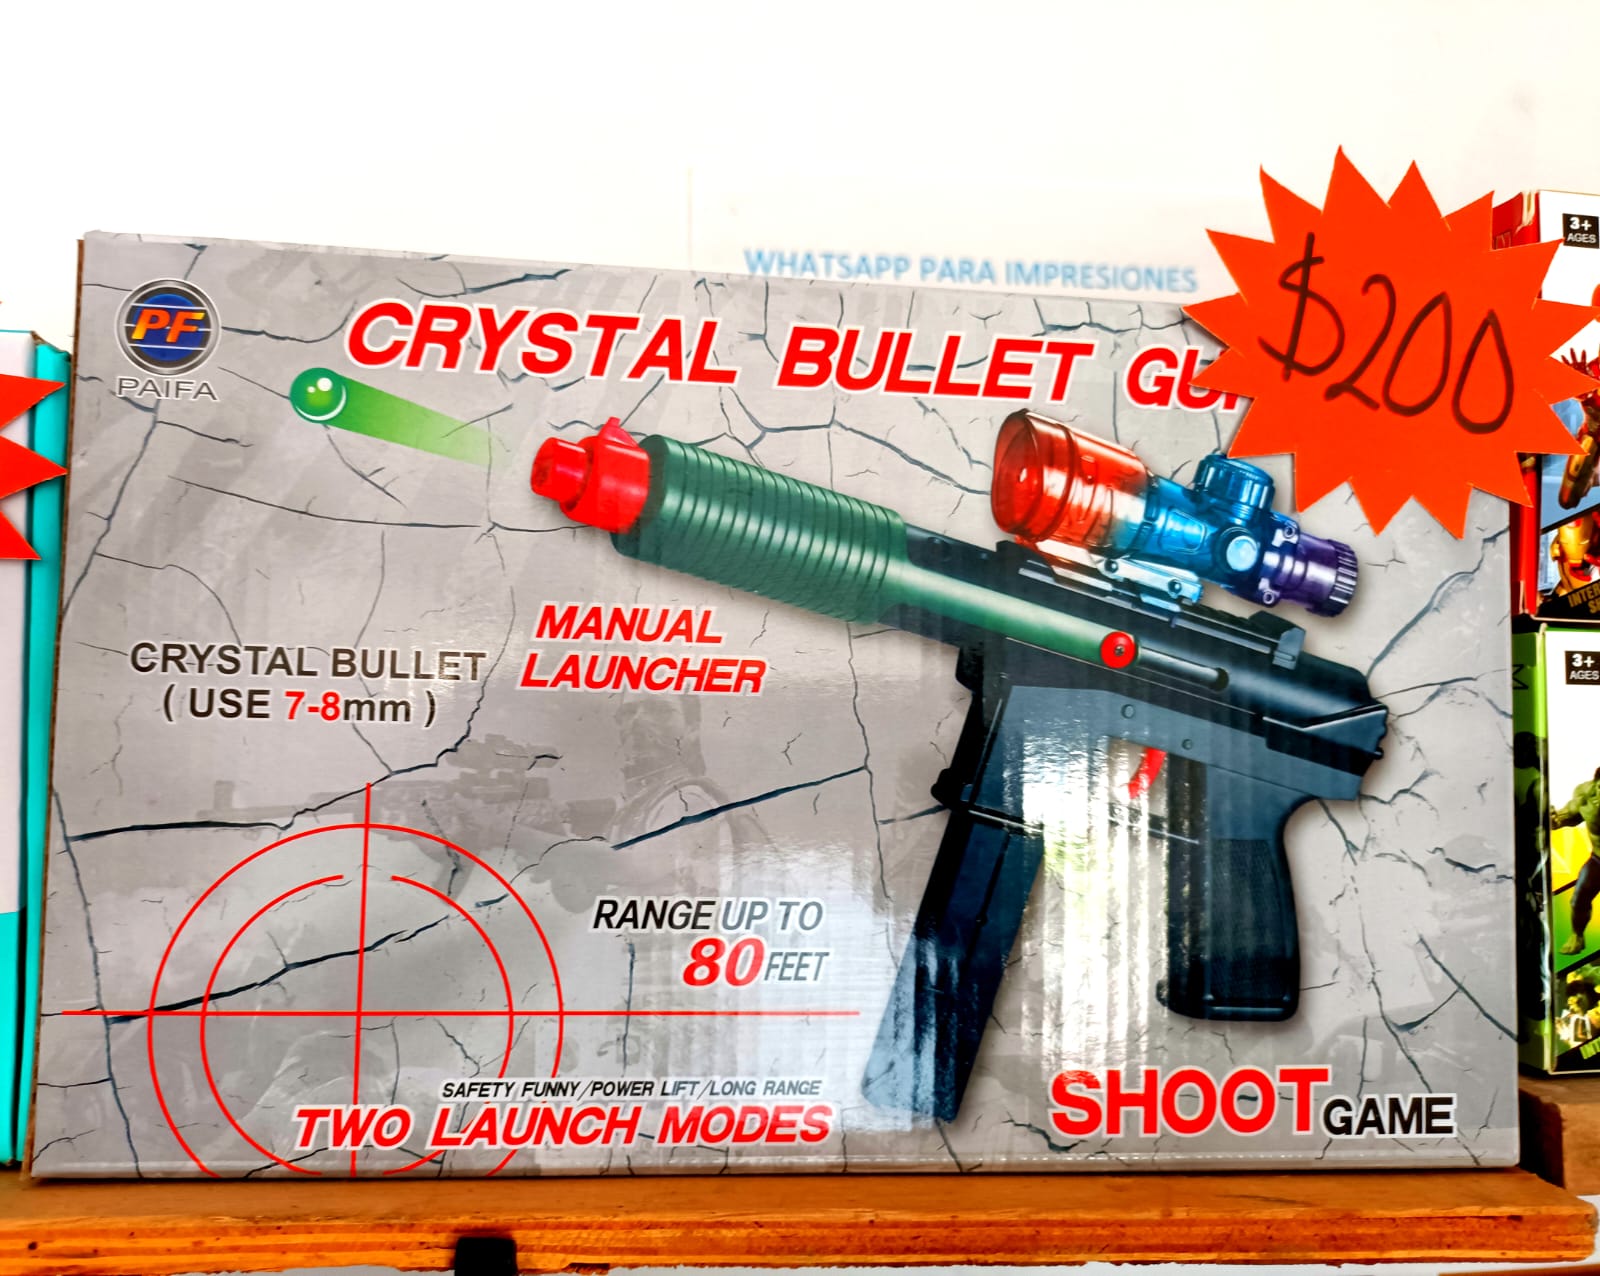 WHATSAPP PARA IMPRESIONES
$200
PF
PAIFA
CRYSTAL BULLET
MANUAL
LAUNCHER
CRYSTAL BULLET
( USE 7-8mm )
RANGE UP TO
80 FEET
SAFETY FUNNY/POWER LIFT/LONG RANGE
TWO LAUNCH MODES
SHOOT GAME
3+
AGES
3+
AGES